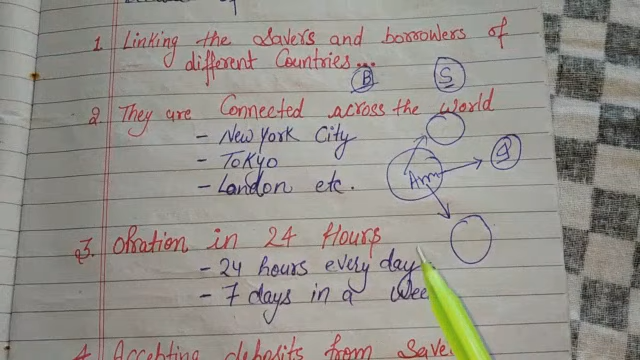 1. Linking the Savers and borrowers of
different Countries...
B
S
2 They are Connected across the world
- New York City
- Tokyo
- London etc.
3. Opration in 24 Hours
- 24 hours every day
- 7 days in a Wee
4. Accepting deposits from Saver